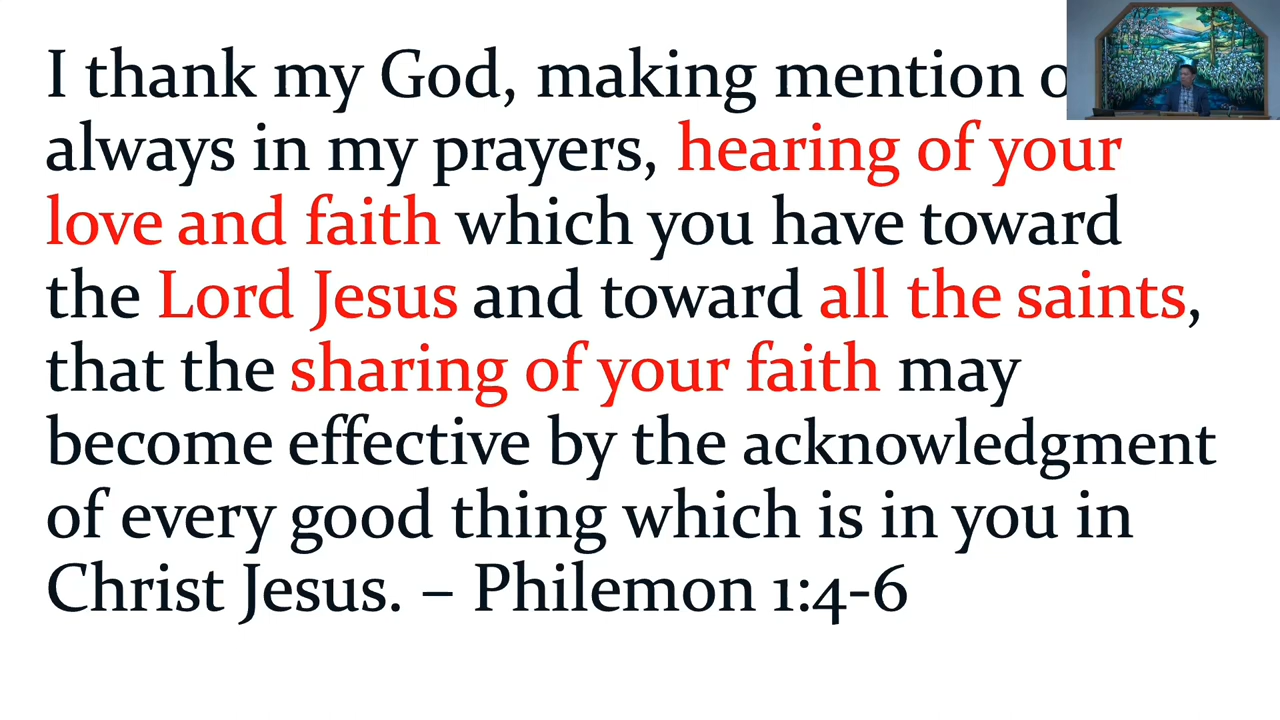 I thank my God, making mention
always in my prayers, hearing of your
love and faith which you have toward
the Lord Jesus and toward all the saints,
that the sharing of your faith may
become effective by the acknowledgment
of every good thing which is in you in
Christ Jesus. – Philemon 1:4-6